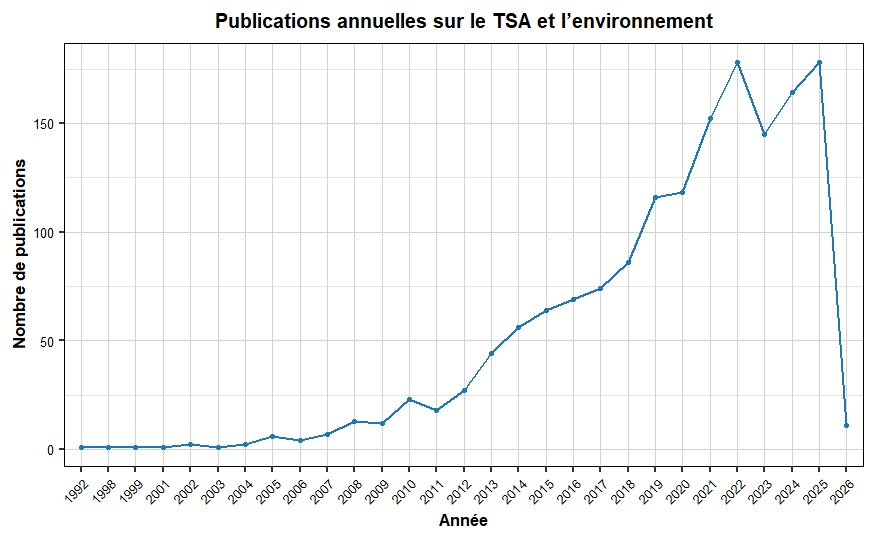 Publications annuelles sur le TSA et l’environnement
Nombre de publications
150
100
50
0
1992 1998 1999 2001 2002 2003 2004 2005 2006 2007 2008 2009 2010 2011 2012 2013 2014 2015 2016 2017 2018 2019 2020 2021 2022 2023 2024 2025 2026
Année